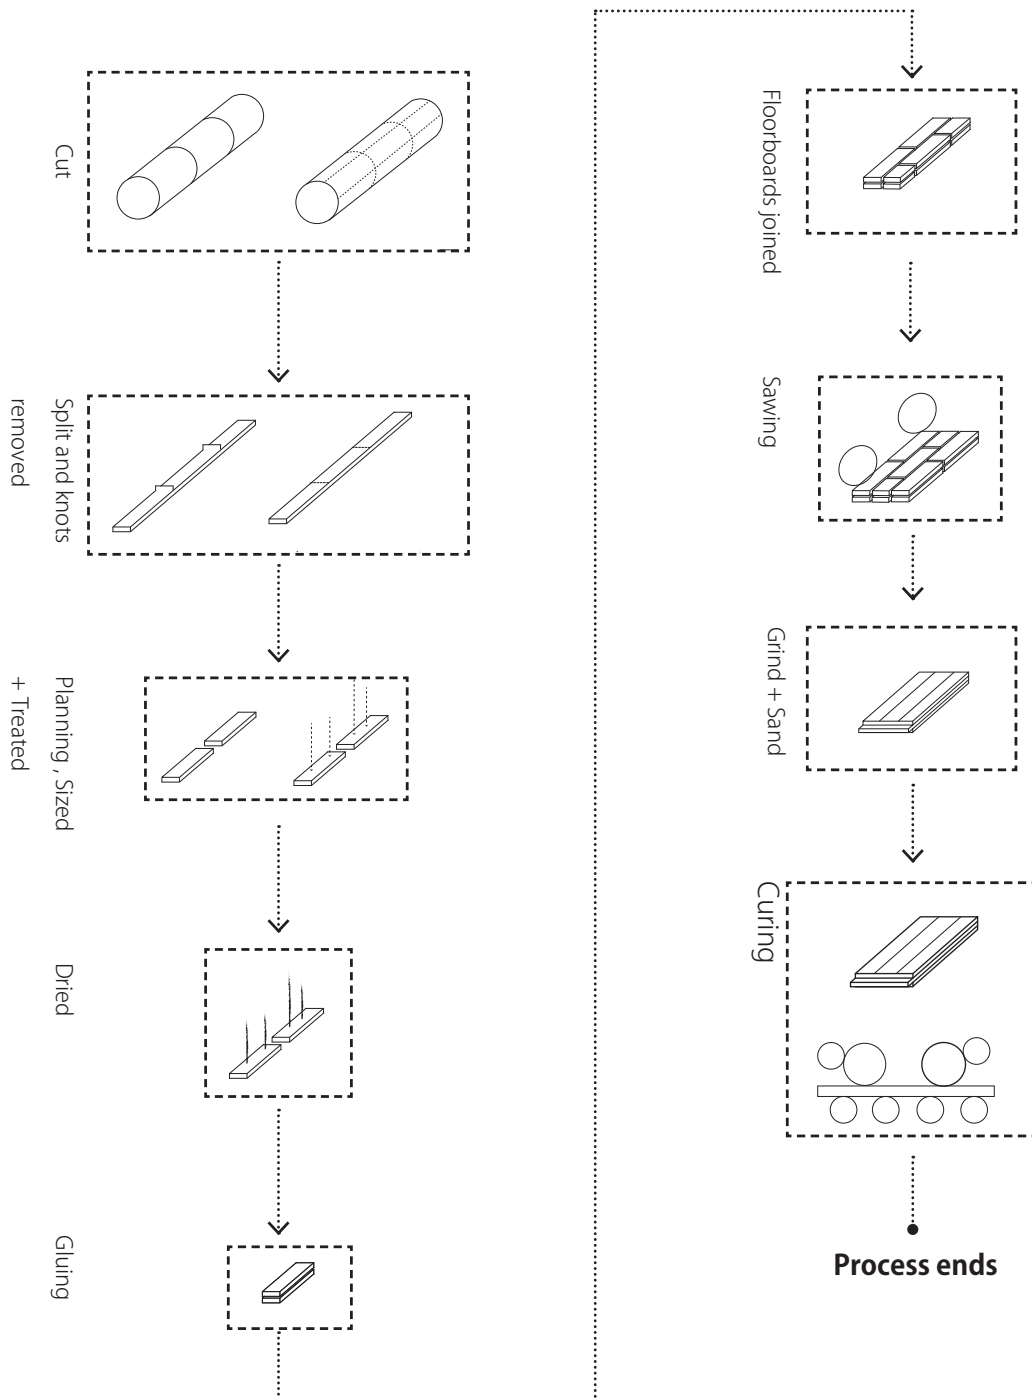 Cut
Split and knots
removed
Planning , Sized
+ Treated
Dried
Gluing
Floorboards joined
Sawing
Grind + Sand
Curing
Process ends